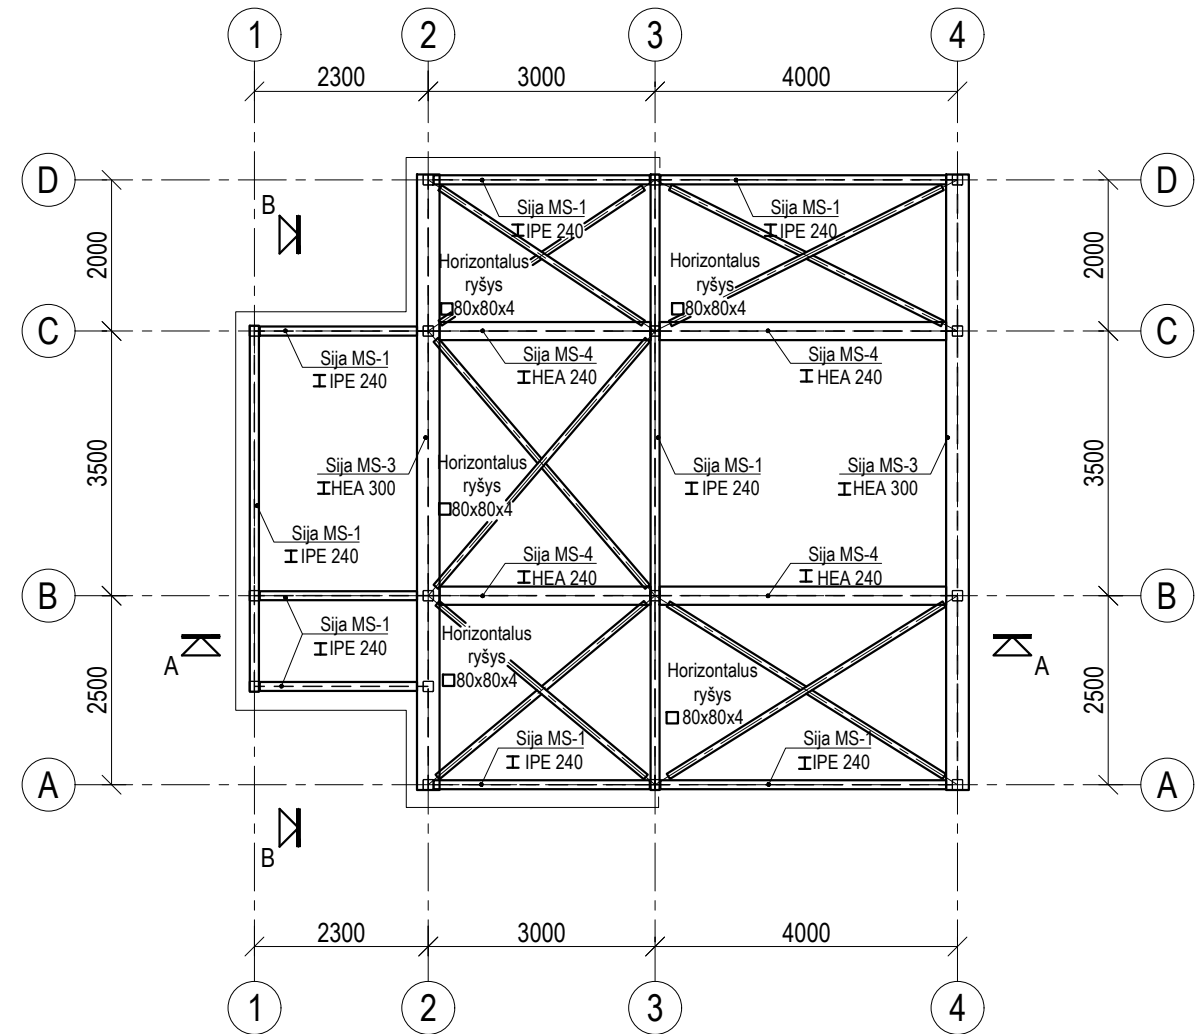 1
2
3
4
2300
3000
4000
D
D
B
Sija MS-1
IPE 240
Sija MS-1
IPE 240
2000
2000
Horizontalus
ryšys
80x80x4
Horizontalus
ryšys
80x80x4
C
C
Sija MS-1
IPE 240
Sija MS-4
HEA 240
Sija MS-4
HEA 240
3500
3500
Sija MS-3
HEA 300
Horizontalus
ryšys
80x80x4
Sija MS-1
IPE 240
Sija MS-3
HEA 300
Sija MS-1
IPE 240
Sija MS-4
HEA 240
Sija MS-4
HEA 240
B
B
Sija MS-1
IPE 240
Horizontalus
ryšys
80x80x4
A
A
Horizontalus
ryšys
80x80x4
2500
2500
Sija MS-1
IPE 240
Sija MS-1
IPE 240
A
A
B
2300
3000
4000
1
2
3
4